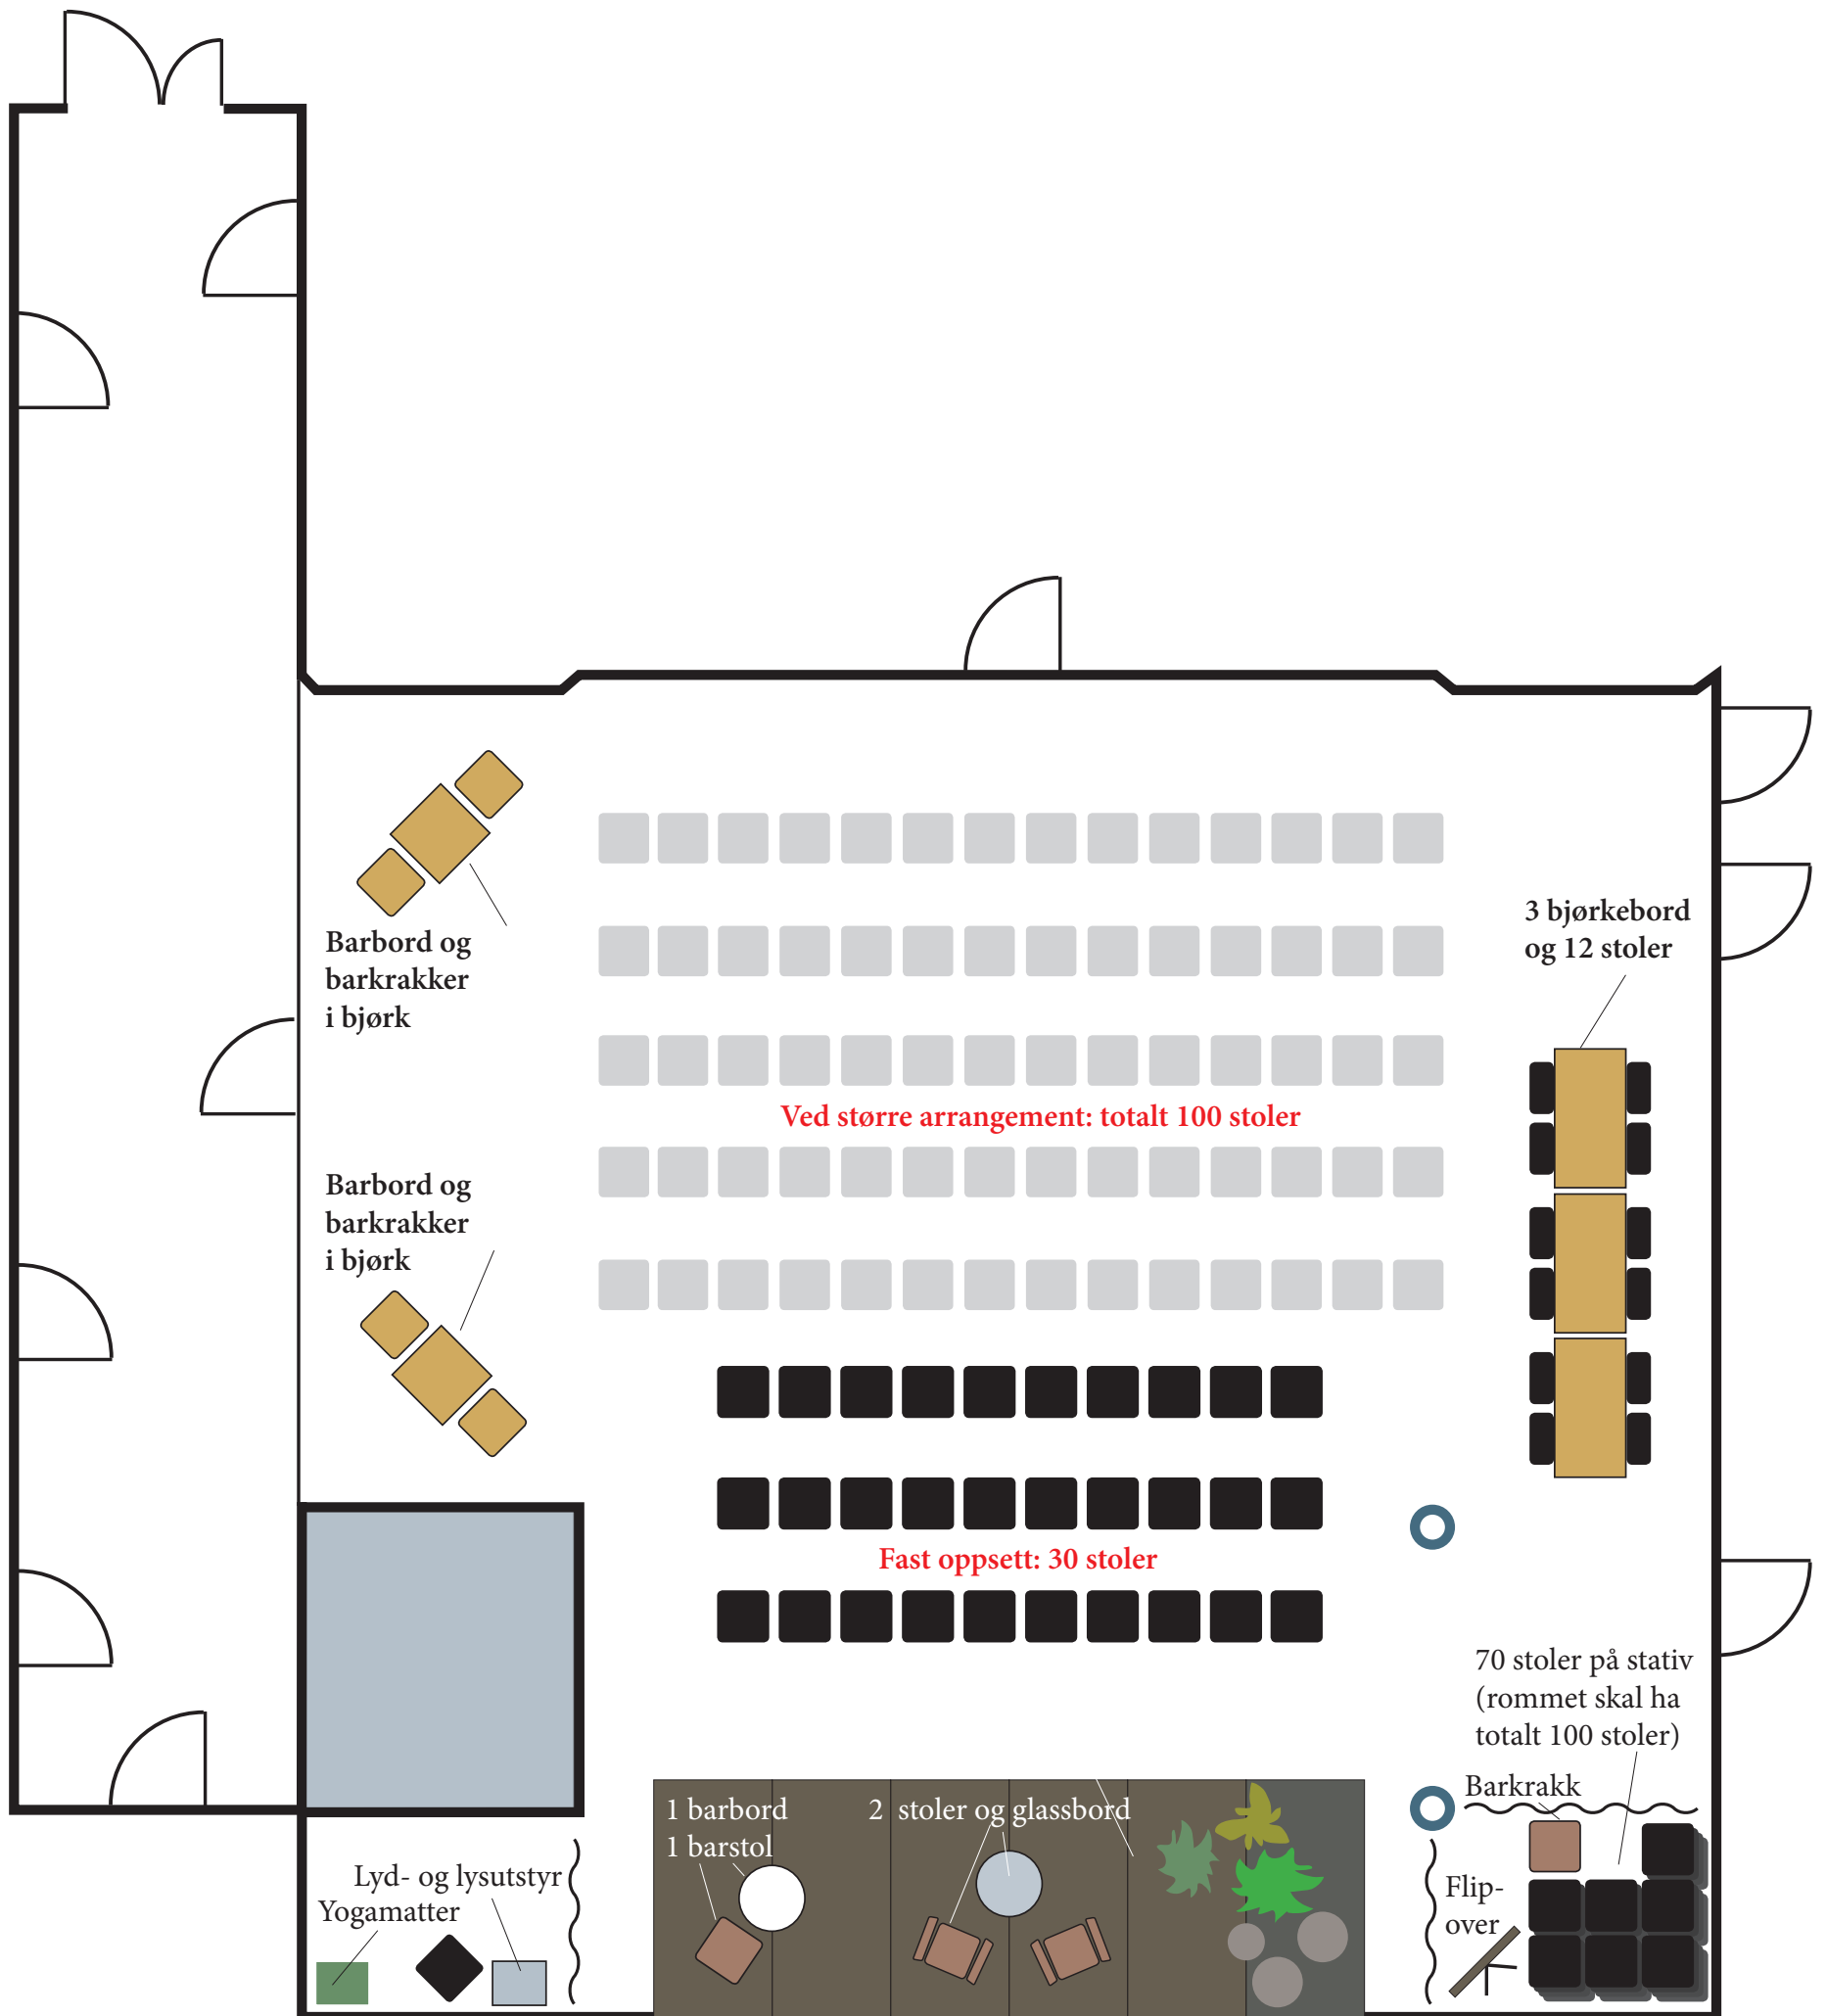 3 bjørkebord
og 12 stoler
Barbord og
barkrakker
i bjørk
Ved større arrangement: totalt 100 stoler
Barbord og
barkrakker
i bjørk
Fast oppsett: 30 stoler
70 stoler på stativ
(rommet skal ha
totalt 100 stoler)
Barkrakk
1 barbord
1 barstol
2 stoler og glassbord
Lyd- og lysutstyr
Yogamatter
Flip-
over